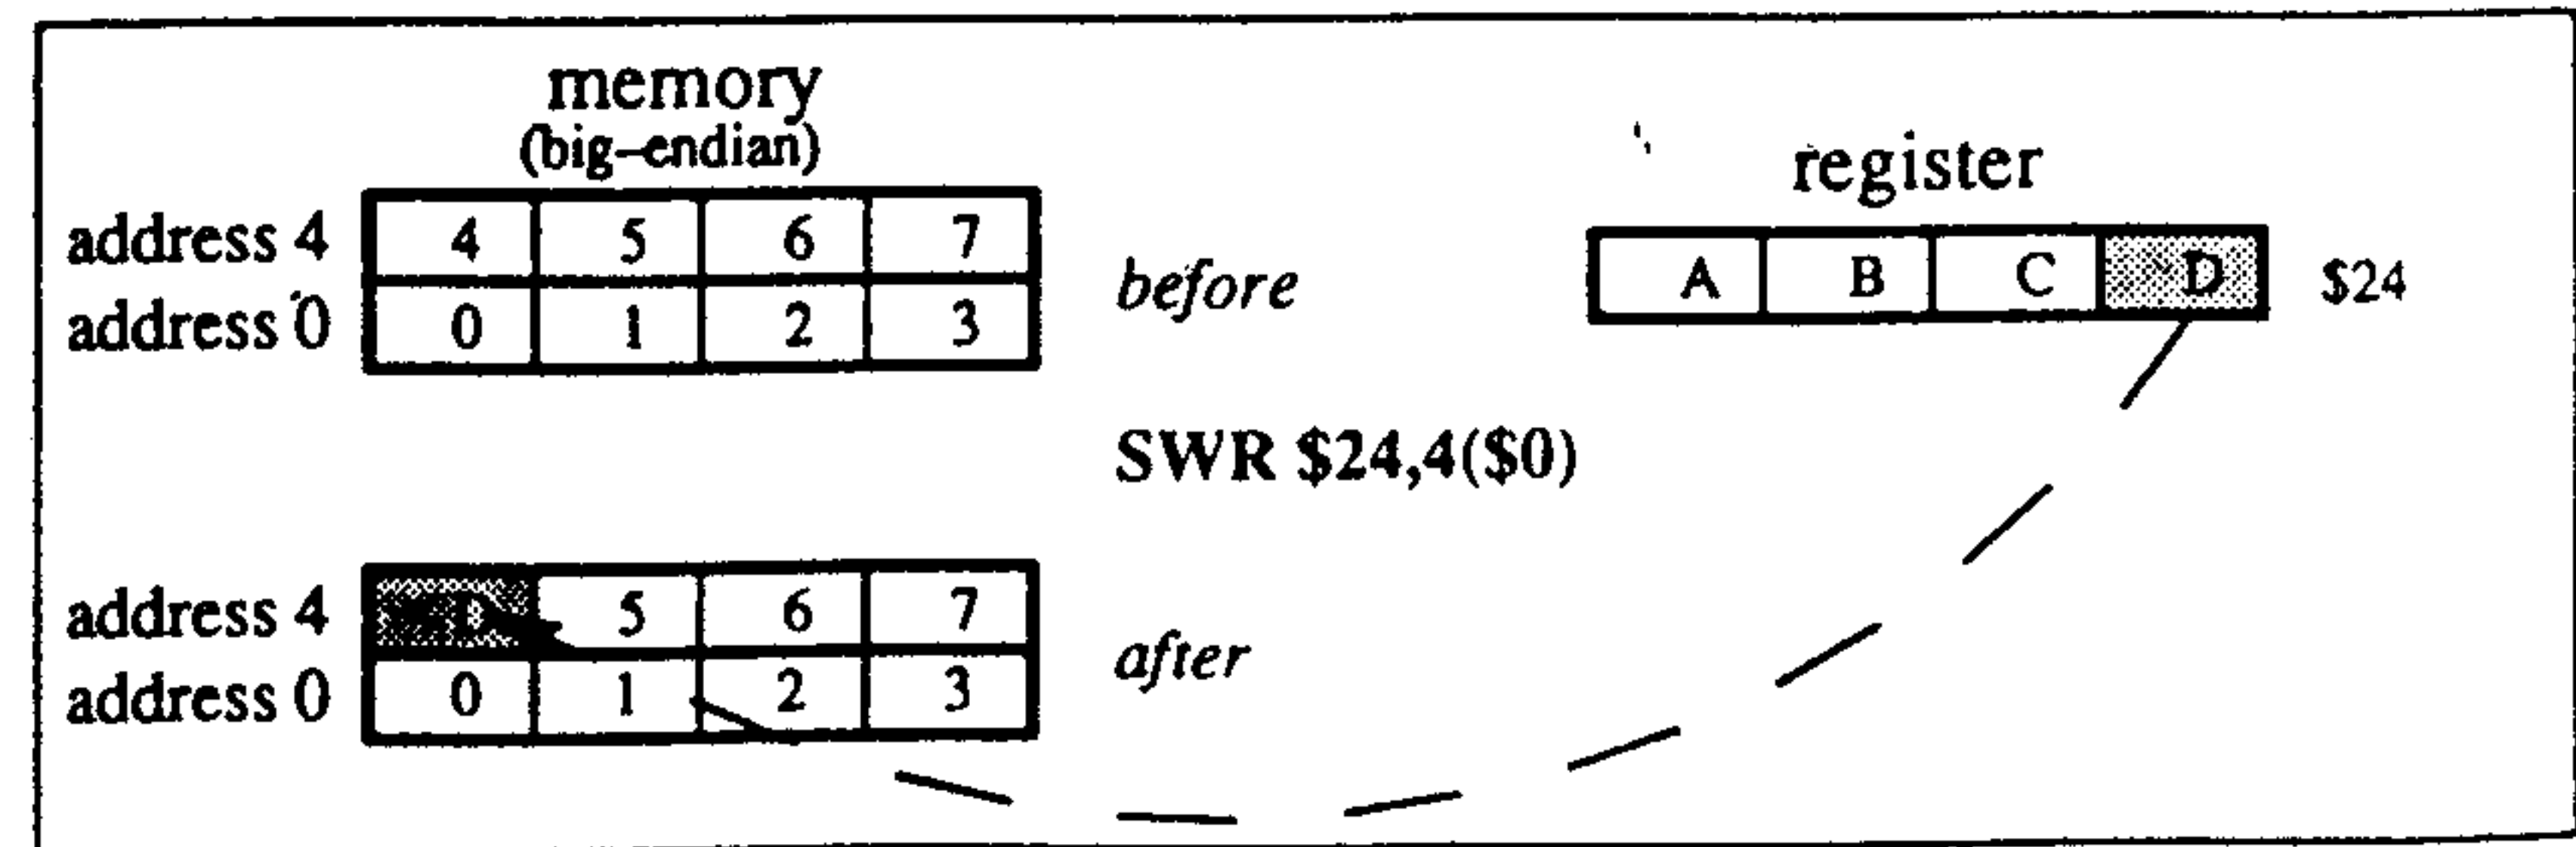 memory
(big–endian)
register
address 4 4 5 6 7
address 0 0 1 2 3
before
A B C D $24
SWR $24,4($0)
address 4 D 5 6 7
address 0 0 1 2 3
after